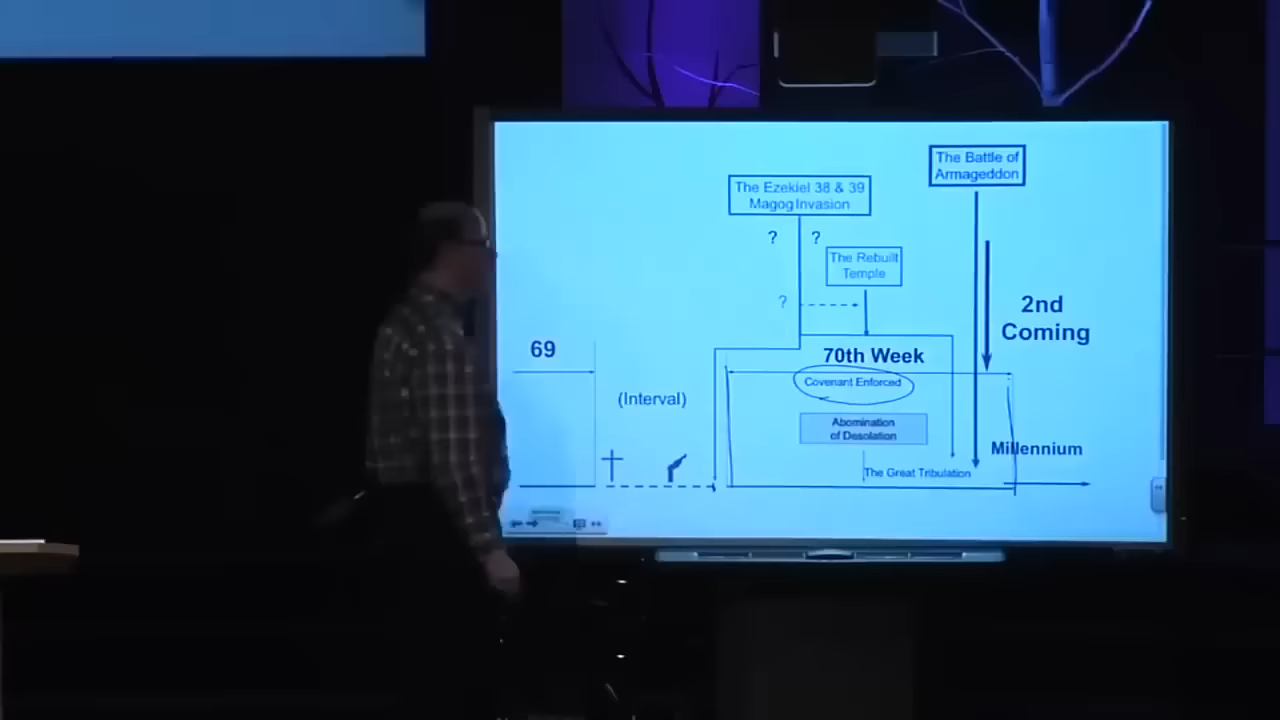 The Battle of
Armageddon
The Ezekiel 38 & 39
Magog Invasion
? ?
The Rebuilt
Temple
?
2nd
Coming
69
70th Week
Covenant Enforced
(Interval)
Abomination
of Desolation
Millennium
The Great Tribulation